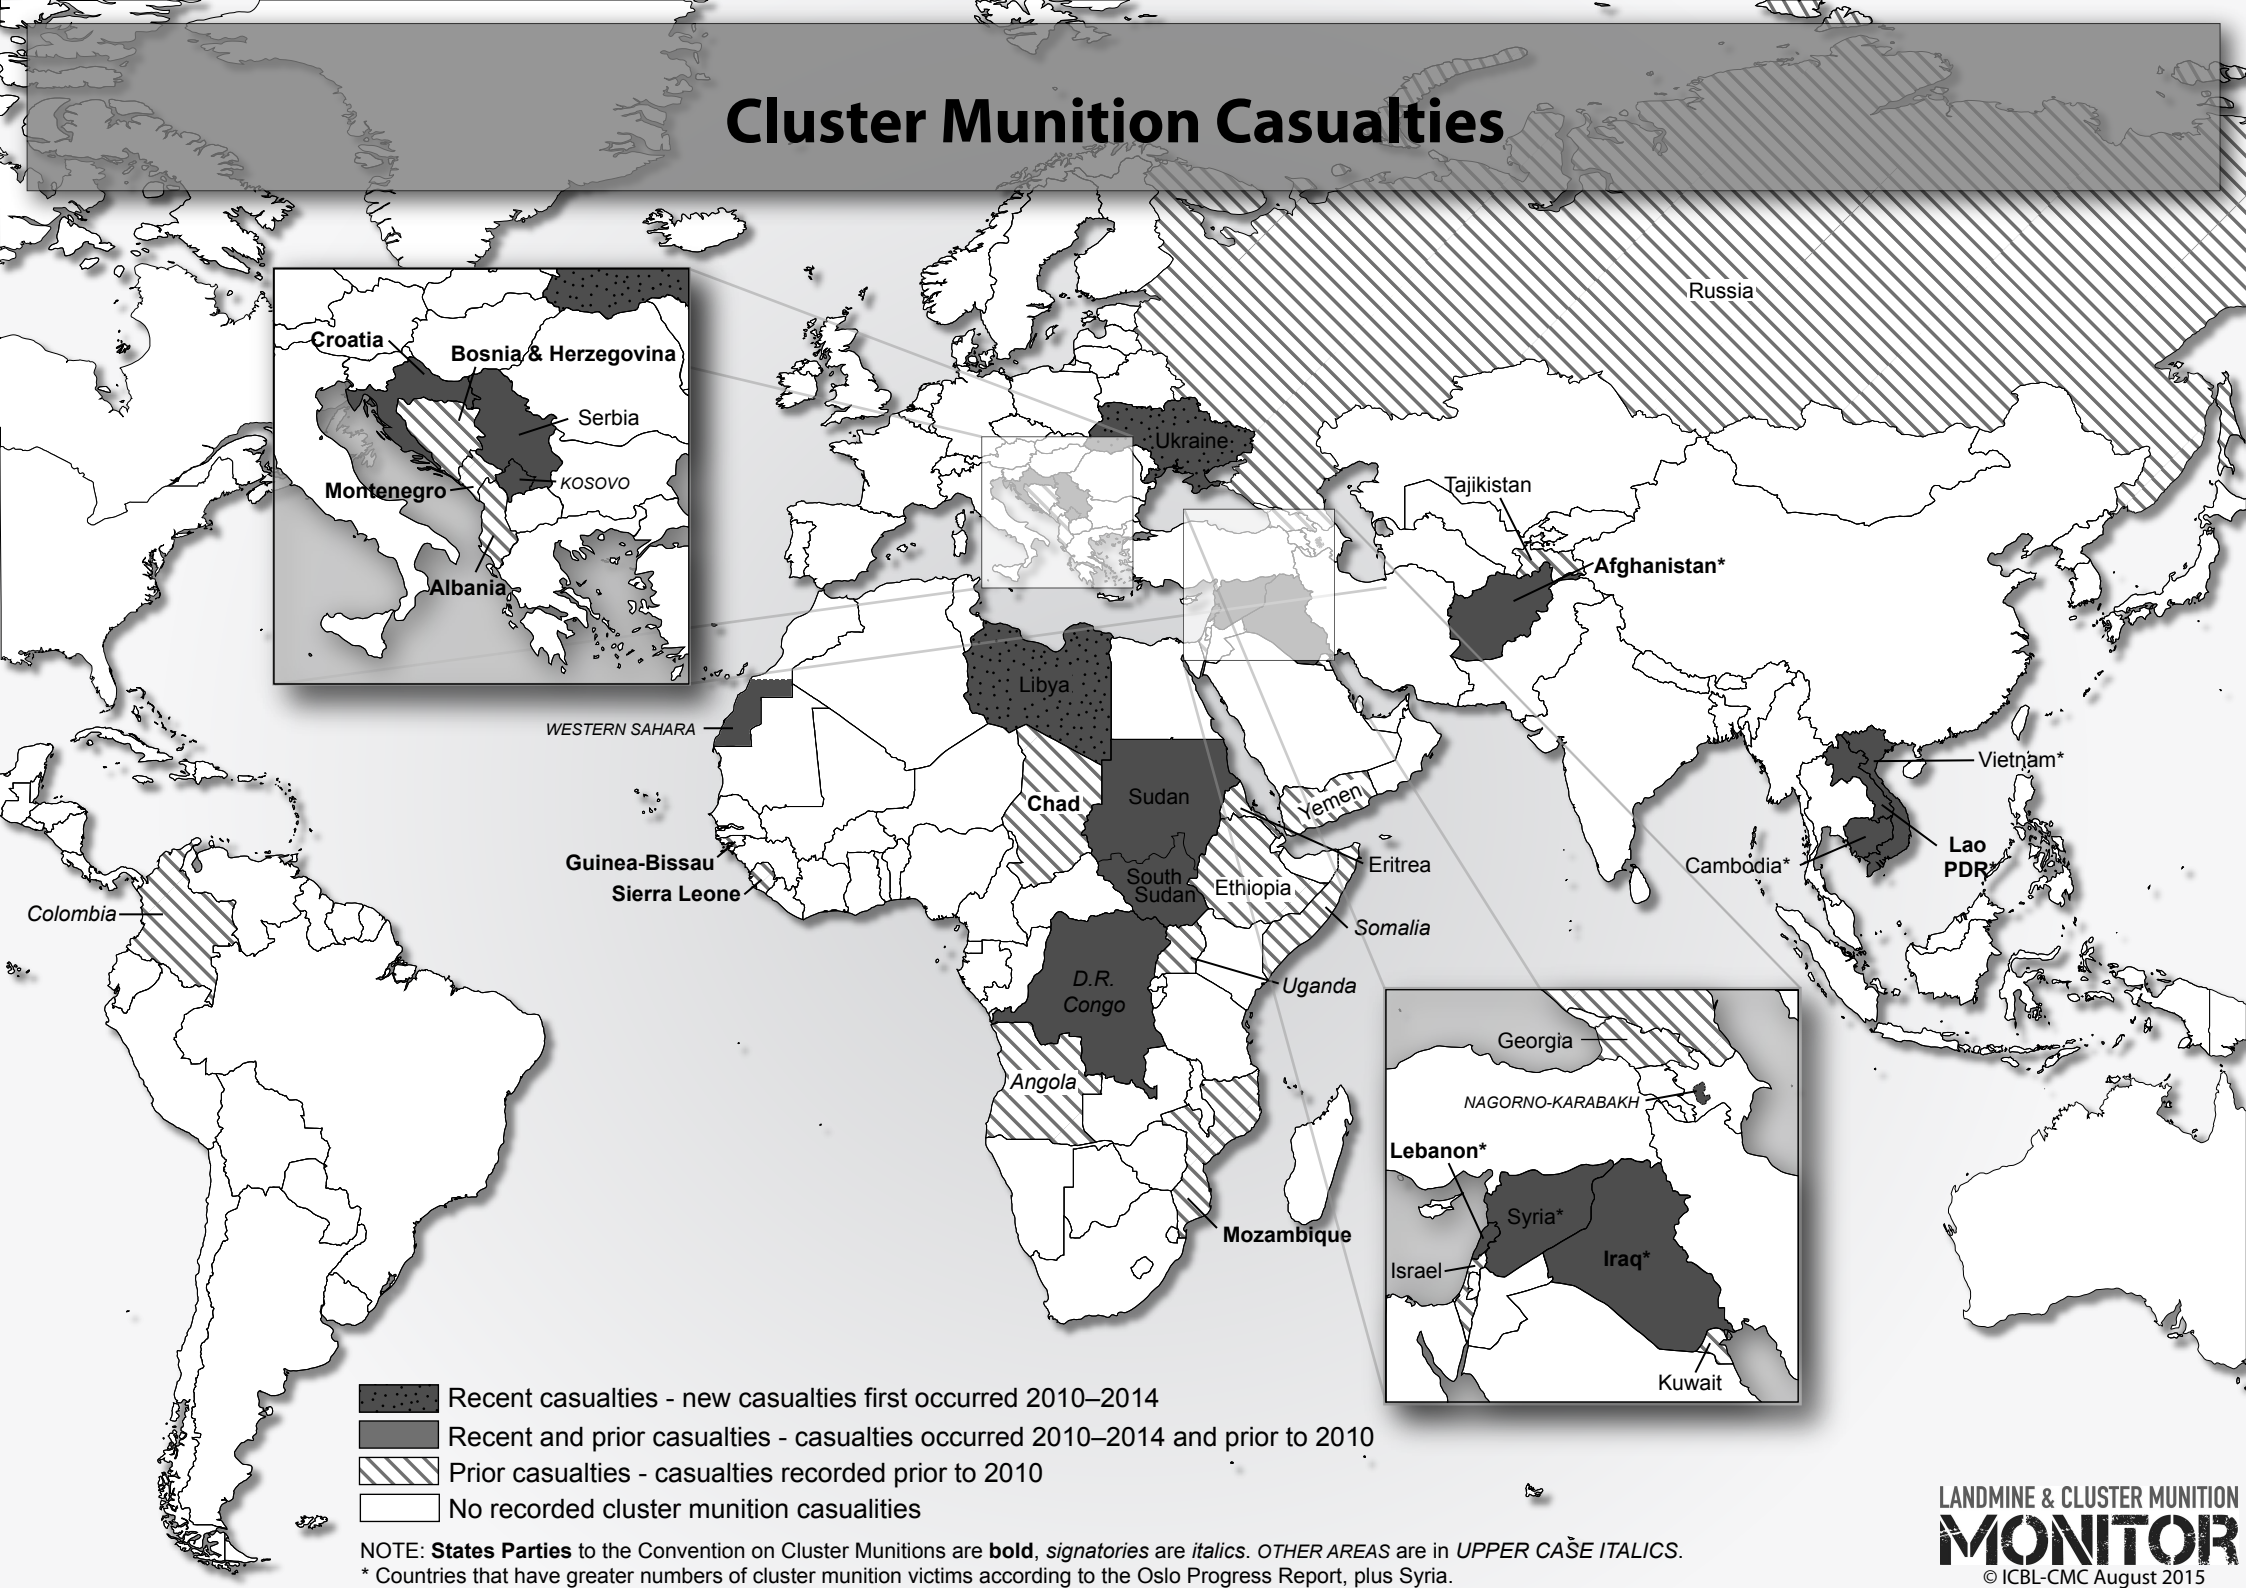 Cluster Munition Casualties
Russia
Croatia
Bosnia & Herzegovina
Serbia
KOSOVO
Montenegro
Albania
Ukraine
Tajikistan
Afghanistan*
Libya
WESTERN SAHARA
Chad
Sudan
Yemen
Vietnam*
Lao
PDR*
Cambodia*
Guinea-Bissau
Sierra Leone
South
Sudan
Ethiopia
Eritrea
Colombia
Somalia
Uganda
D.R.
Congo
Angola
Mozambique
Georgia
NAGORNO-KARABAKH
Lebanon*
Syria*
Iraq*
Israel
Kuwait
Recent casualties - new casualties first occurred 2010–2014
Recent and prior casualties - casualties occurred 2010–2014 and prior to 2010
Prior casualties - casualties recorded prior to 2010
No recorded cluster munition casualities
NOTE: States Parties to the Convention on Cluster Munitions are bold, signatories are italics. OTHER AREAS are in UPPER CASE ITALICS.
* Countries that have greater numbers of cluster munition victims according to the Oslo Progress Report, plus Syria.
LANDMINE & CLUSTER MUNITION
MONITOR
© ICBL-CMC August 2015